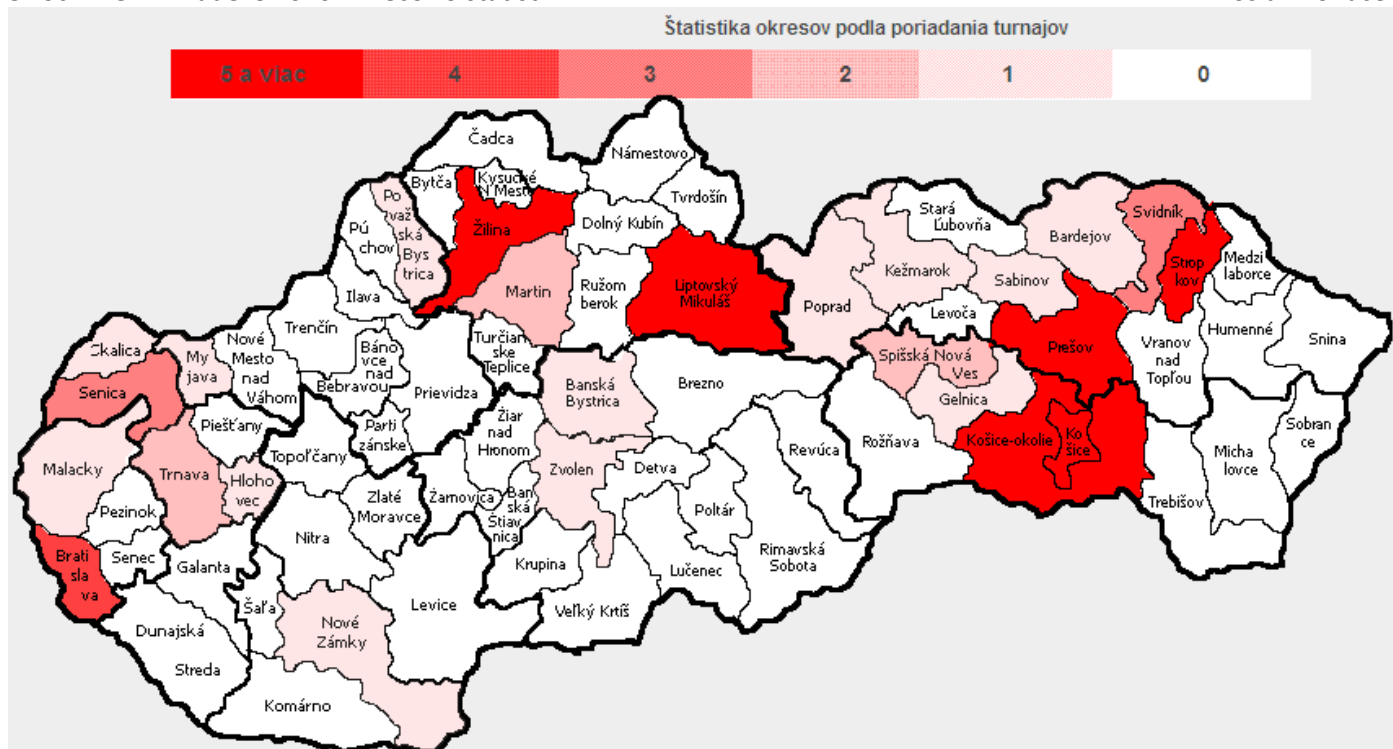 Štatistika okresov podla poriadania turnajov
5 a viac 4 3 2 1 0
Čadca
Námestovo
Bytča
Kysucké
N Mesto
Tvrdošín
Po
važ
ská
Bys
trica
Pú
chov
Žilina
Dolný Kubín
Stará
Ľubovňa
Svidník
Bardejov
Strop
kov
Medzi
laborce
Kežmarok
Sabinov
Liptovský
Mikuláš
Ružom
berok
Martin
Poprad
Levoča
Ilava
Trenčín
Turčian
ske
Teplice
Prešov
Vranov
nad
Topľou
Humenné
Snina
Skalica
My
java
Nové
Mesto
nad
Váhom
Báno
vce nad
Bebravou
Prievidza
Banská
Bystrica
Brezno
Spišská Nová
Ves
Gelnica
Senica
Piešťany
Parti
zánske
Žiar
nad
Hronom
Revúca
Rožňava
Košice-okolie
Ko
šice
Sobran
ce
Micha
lovce
Trebišov
Malacky
Trnava
Hloho
vec
Topoľčany
Zlaté
Moravce
Žarnovica
Ban
ská
Štiav
nica
Zvolen
Detva
Poltár
Rimavská
Sobota
Pezinok
Senec
Brati
sla
va
Galanta
Nitra
Krupina
Lučenec
Šaľa
Levice
Veľký Krtíš
Nové
Zámky
Dunajská
Streda
Komárno